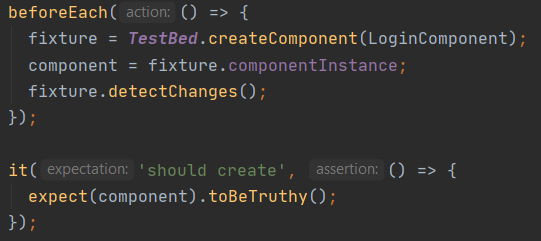 beforeEach( action: () => {
  fixture = TestBed.createComponent(LoginComponent);
  component = fixture.componentInstance;
  fixture.detectChanges();
});

it( expectation: 'should create', assertion: () => {
  expect(component).toBeTruthy();
});